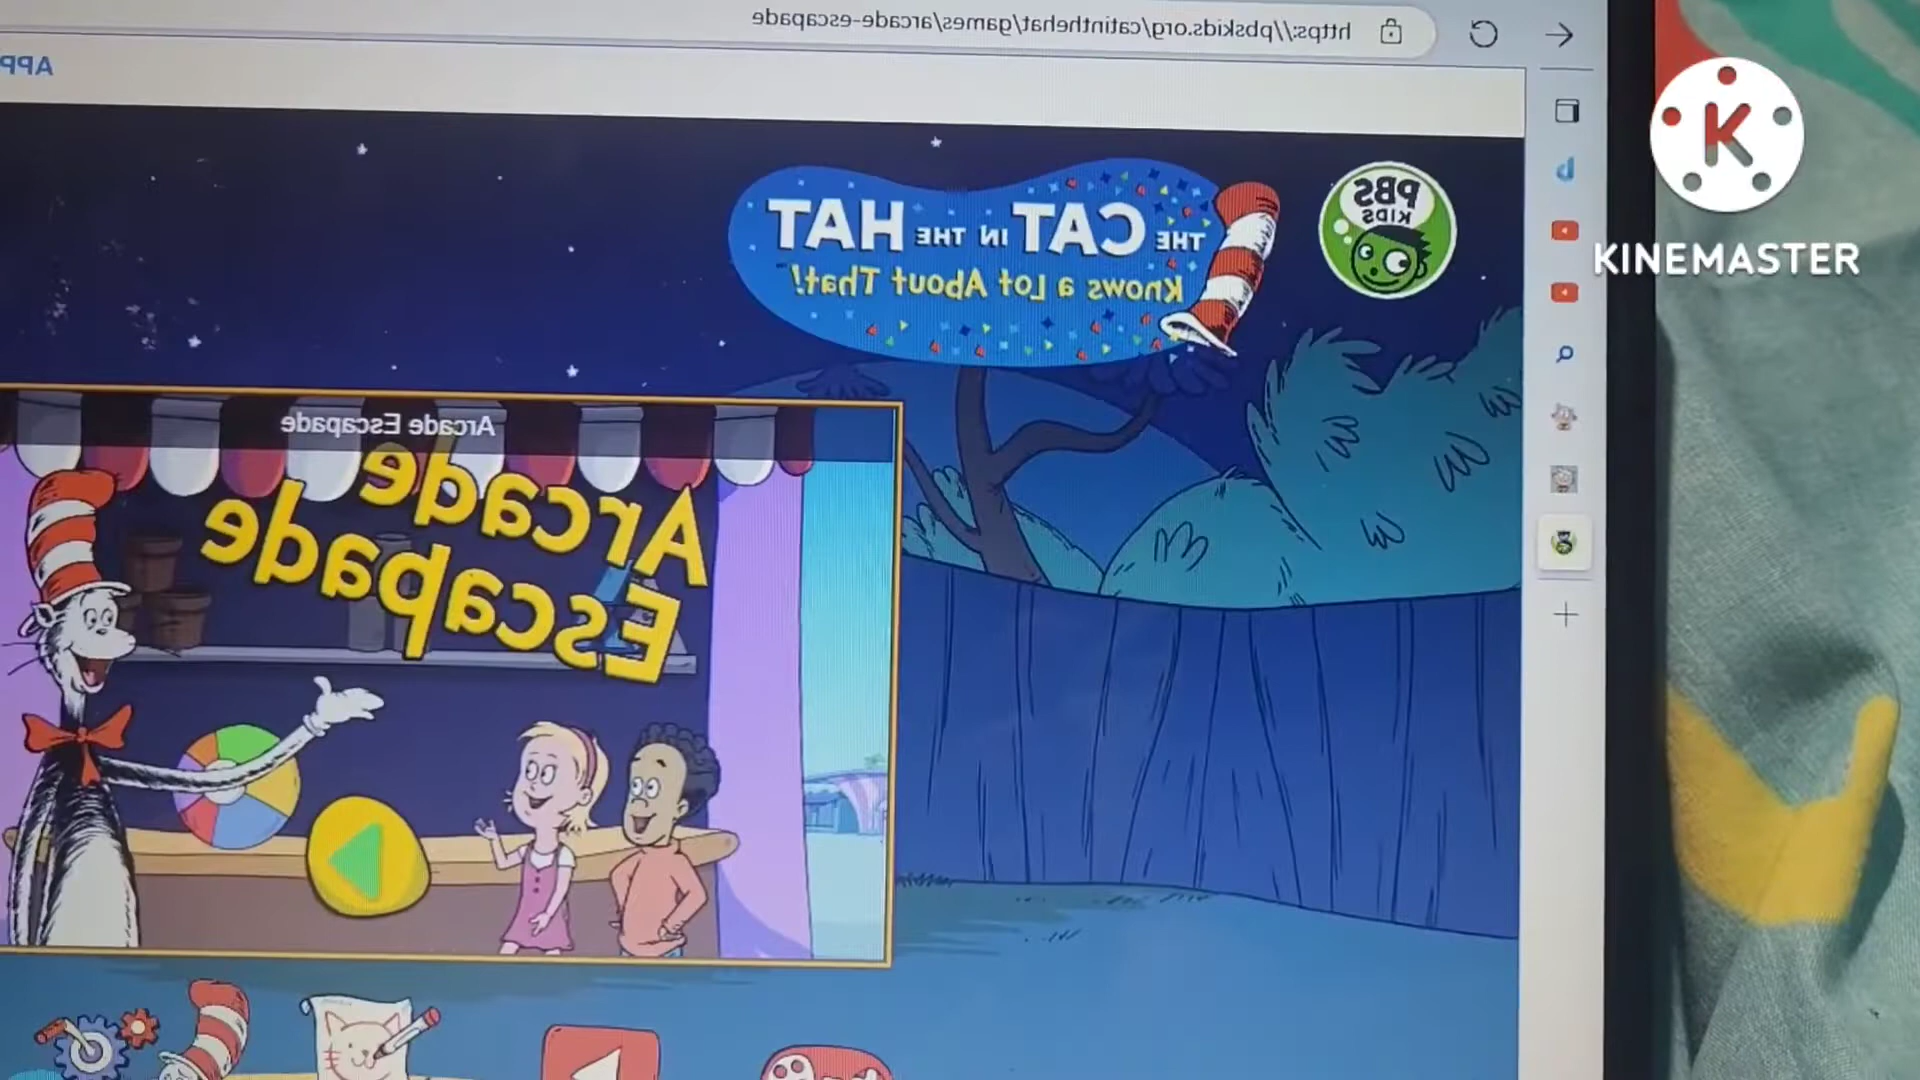 https://pbskids.org/catinthehat/games/arcade/arcade-escapade
APP
PBS
KIDS
THE CAT IN THE HAT
Knows a Lot About That!
KINEMASTER
Arcade Escapade
Arcade
Escapade